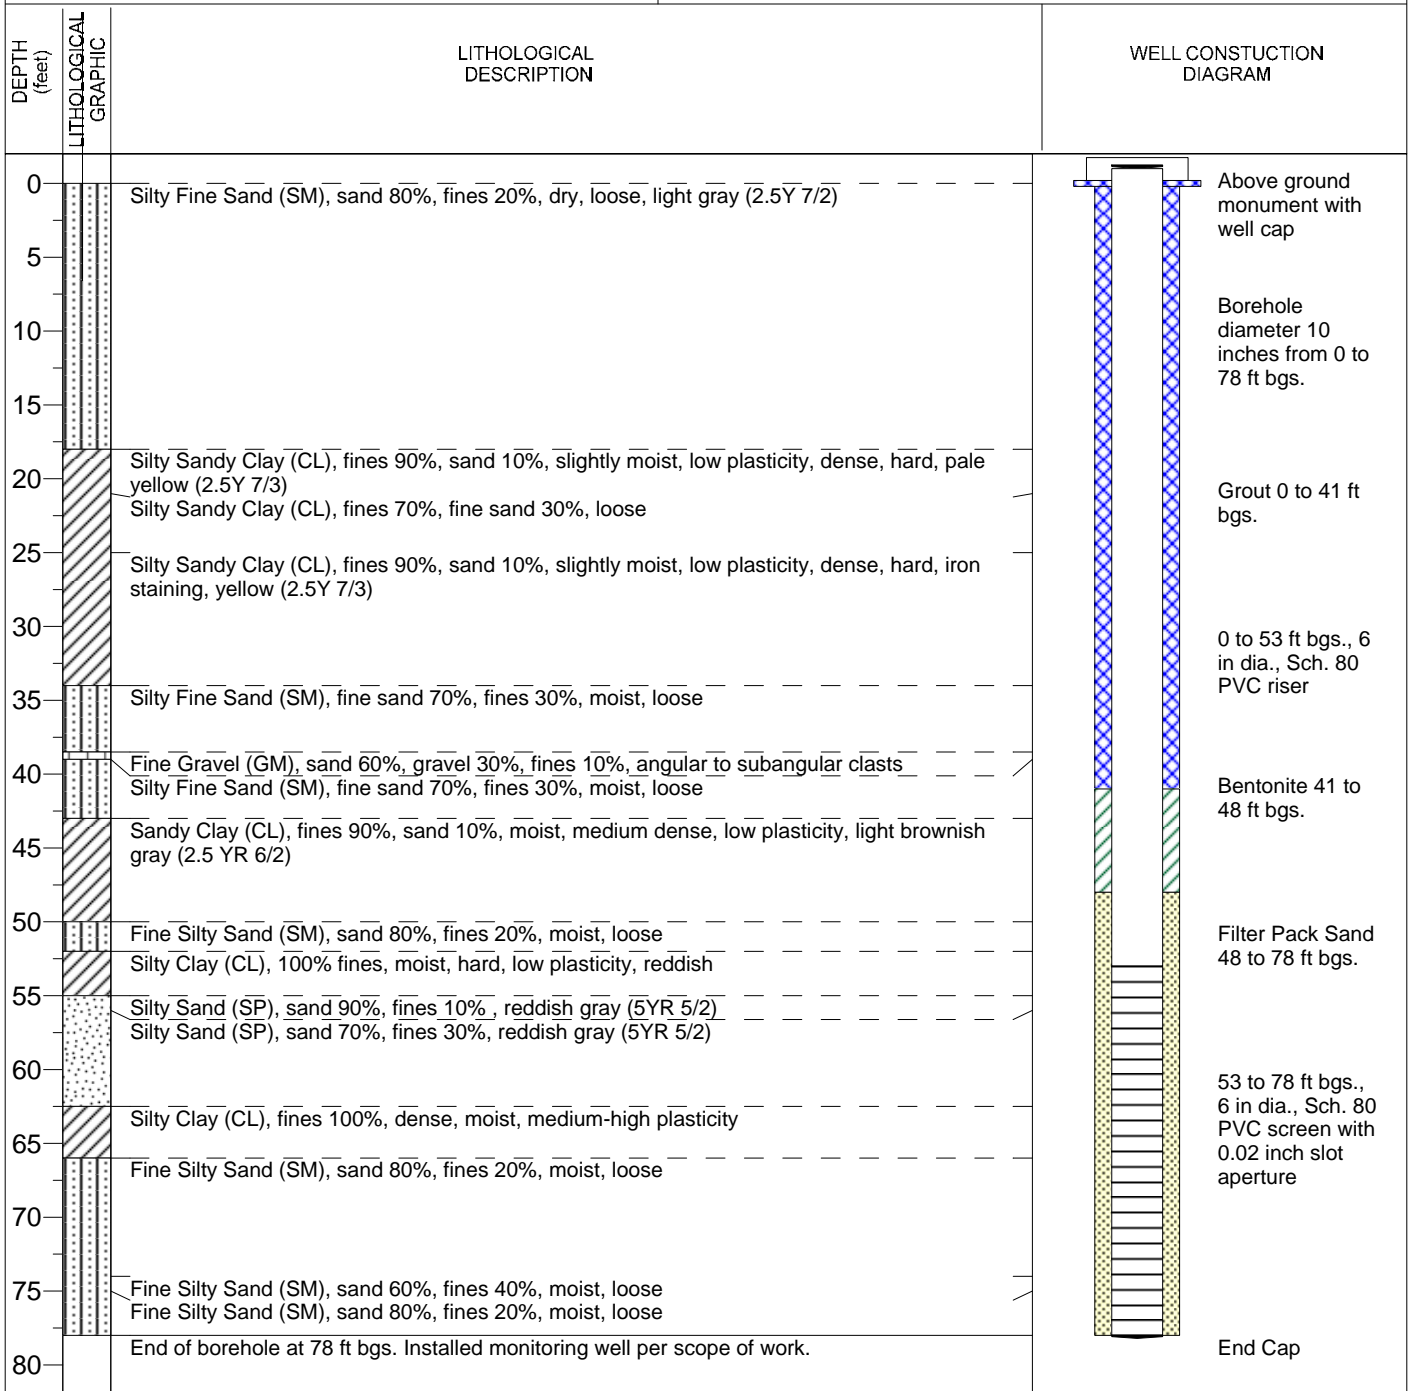 DEPTH
(feet)
LITHOLOGICAL
GRAPHIC
LITHOLOGICAL
DESCRIPTION
WELL CONSTUCTION
DIAGRAM
0
5
10
15
20
25
30
35
40
45
50
55
60
65
70
75
80
Silty Fine Sand (SM), sand 80%, fines 20%, dry, loose, light gray (2.5Y 7/2)
Silty Sandy Clay (CL), fines 90%, sand 10%, slightly moist, low plasticity, dense, hard, pale
yellow (2.5Y 7/3)
Silty Sandy Clay (CL), fines 70%, fine sand 30%, loose
Silty Sandy Clay (CL), fines 90%, sand 10%, slightly moist, low plasticity, dense, hard, iron
staining, yellow (2.5Y 7/3)
Silty Fine Sand (SM), fine sand 70%, fines 30%, moist, loose
Fine Gravel (GM), sand 60%, gravel 30%, fines 10%, angular to subangular clasts
Silty Fine Sand (SM), fine sand 70%, fines 30%, moist, loose
Sandy Clay (CL), fines 90%, sand 10%, moist, medium dense, low plasticity, light brownish
gray (2.5 YR 6/2)
Fine Silty Sand (SM), sand 80%, fines 20%, moist, loose
Silty Clay (CL), 100% fines, moist, hard, low plasticity, reddish
Silty Sand (SP), sand 90%, fines 10% , reddish gray (5YR 5/2)
Silty Sand (SP), sand 70%, fines 30%, reddish gray (5YR 5/2)
Silty Clay (CL), fines 100%, dense, moist, medium-high plasticity
Fine Silty Sand (SM), sand 80%, fines 20%, moist, loose
Fine Silty Sand (SM), sand 60%, fines 40%, moist, loose
Fine Silty Sand (SM), sand 80%, fines 20%, moist, loose
End of borehole at 78 ft bgs. Installed monitoring well per scope of work.
Above ground
monument with
well cap
Borehole
diameter 10
inches from 0 to
78 ft bgs.
Grout 0 to 41 ft
bgs.
0 to 53 ft bgs., 6
in dia., Sch. 80
PVC riser
Bentonite 41 to
48 ft bgs.
Filter Pack Sand
48 to 78 ft bgs.
53 to 78 ft bgs.,
6 in dia., Sch. 80
PVC screen with
0.02 inch slot
aperture
End Cap